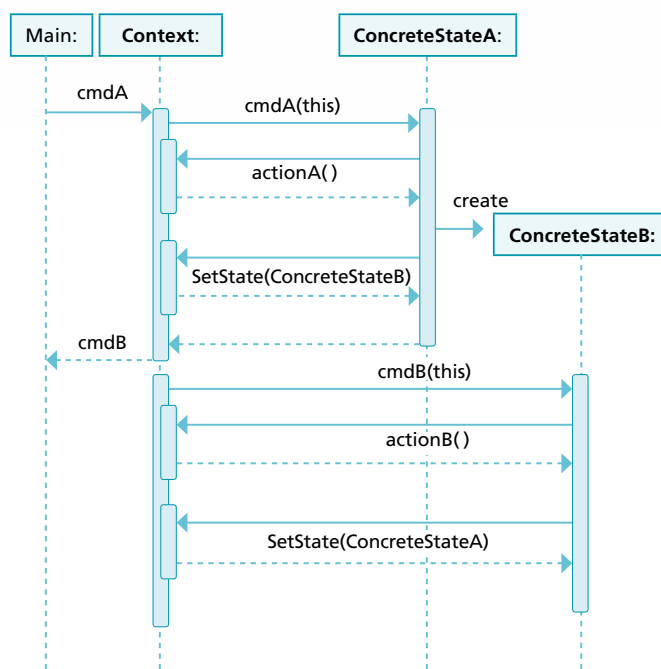 Main:
Context:
ConcreteStateA:
cmdA
cmdA(this)
actionA( )
create
ConcreteStateB:
SetState(ConcreteStateB)
cmdB
cmdB(this)
actionB( )
SetState(ConcreteStateA)